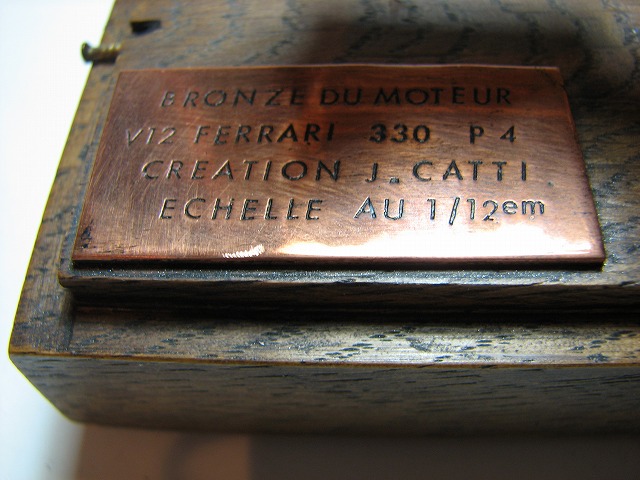 BRONZE DU MOTEUR
V12 FERRARI 330 P4
CREATION J. CATTI
ECHELLE AU 1/12em